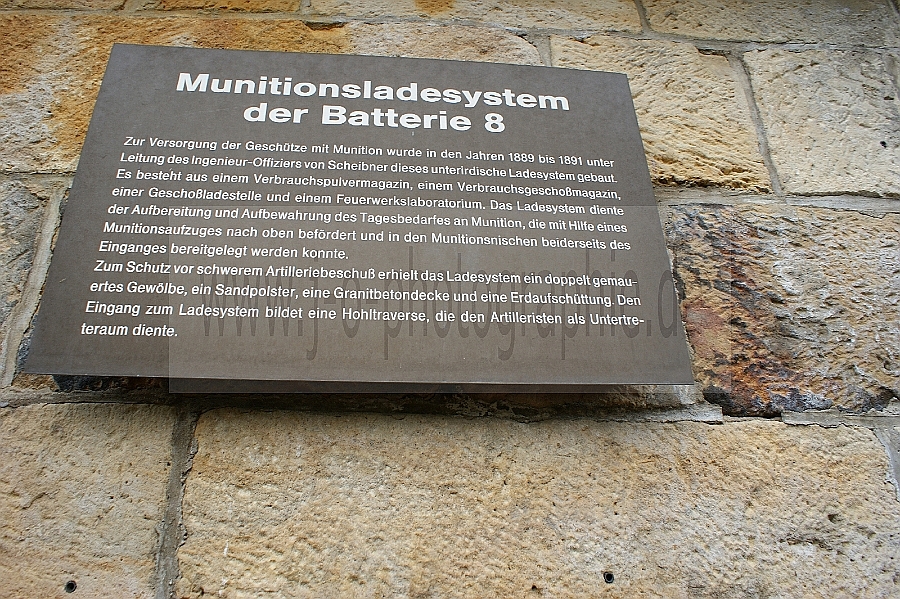 Munitionsladesystem
der Batterie 8
Zur Versorgung der Geschütze mit Munition wurde in den Jahren 1889 bis 1891 unter
Leitung des Ingenieur-Offiziers von Scheibner dieses unterirdische Ladesystem gebaut.
Es besteht aus einem Verbrauchspulvermagazin, einem Verbrauchsgeschoßmagazin,
einer Geschoßladestelle und einem Feuerwerkslaboratorium. Das Ladesystem diente
der Aufbereitung und Aufbewahrung des Tagesbedarfes an Munition, die mit Hilfe eines
Munitionsaufzuges nach oben befördert und in den Munitionsnischen beiderseits des
Einganges bereitgelegt werden konnte.
Zum Schutz vor schwerem Artilleriebeschuß erhielt das Ladesystem ein doppelt gemau-
ertes Gewölbe, ein Sandpolster, eine Granitbetondecke und eine Erdaufschüttung. Den
Eingang zum Ladesystem bildet eine Hohltraverse, die den Artilleristen als Untertre-
teraum diente.